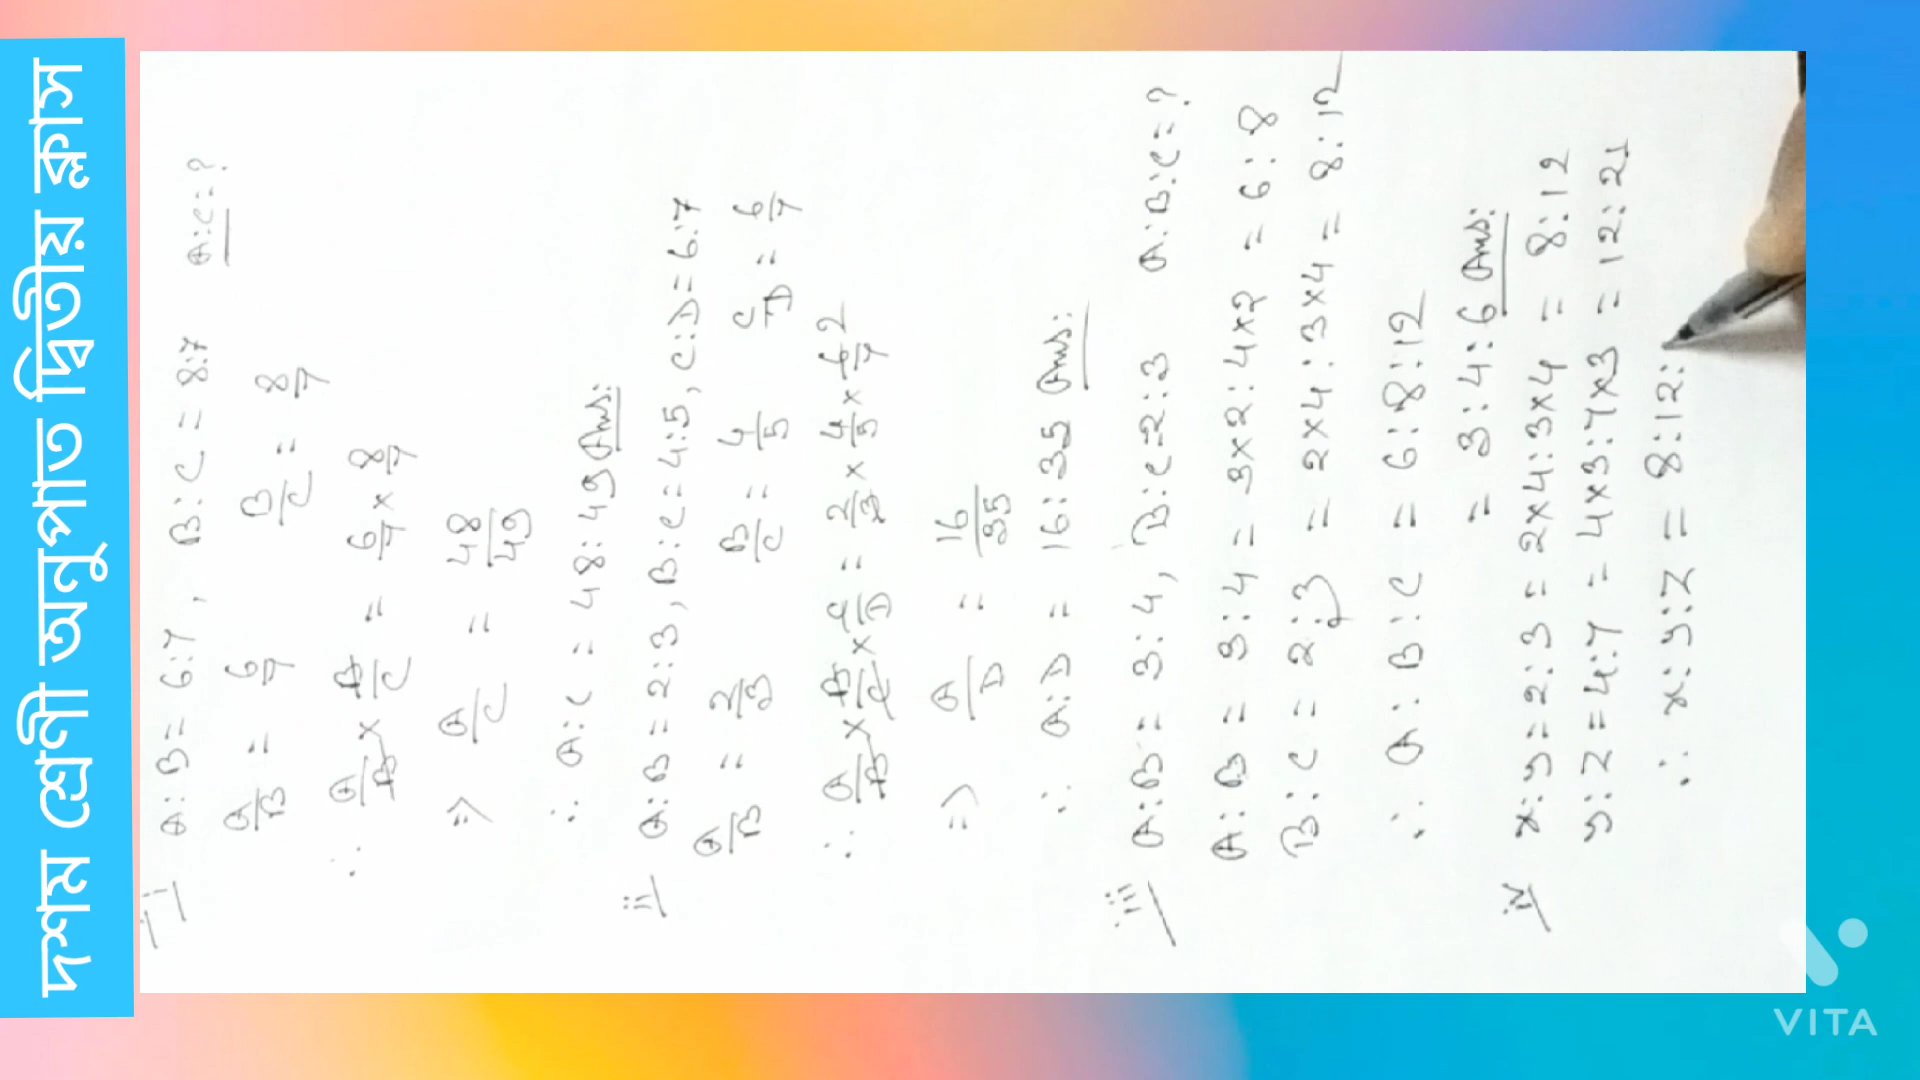 দশম শ্রেণী অনুপাত দ্বিতীয় ক্লাস
i) A:B = 6:7, B:C = 8:7 A:C = ?
A/B = 6/7 B/C = 8/7
∴ A/B × B/C = 6/7 × 8/7
⇒ A/C = 48/49
∴ A:C = 48:49 Ans:
ii) A:B = 2:3, B:C = 4:5, C:D = 6:7
A/B = 2/3 B/C = 4/5 C/D = 6/7
∴ A/B × B/C × C/D = 2/3 × 4/5 × 6/7 2
⇒ A/D = 16/35
∴ A:D = 16:35 Ans:
iii) A:B = 3:4, B:C = 2:3 A:B:C = ?
A:B = 3:4 = 3×2:4×2 = 6:8
B:C = 2:3 = 2×4:3×4 = 8:12
∴ A:B:C = 6:8:12
= 3:4:6 Ans:
iv) x:y = 2:3 = 2×4:3×4 = 8:12
y:z = 4:7 = 4×3:7×3 = 12:21
∴ x:y:z = 8:12:
VITA